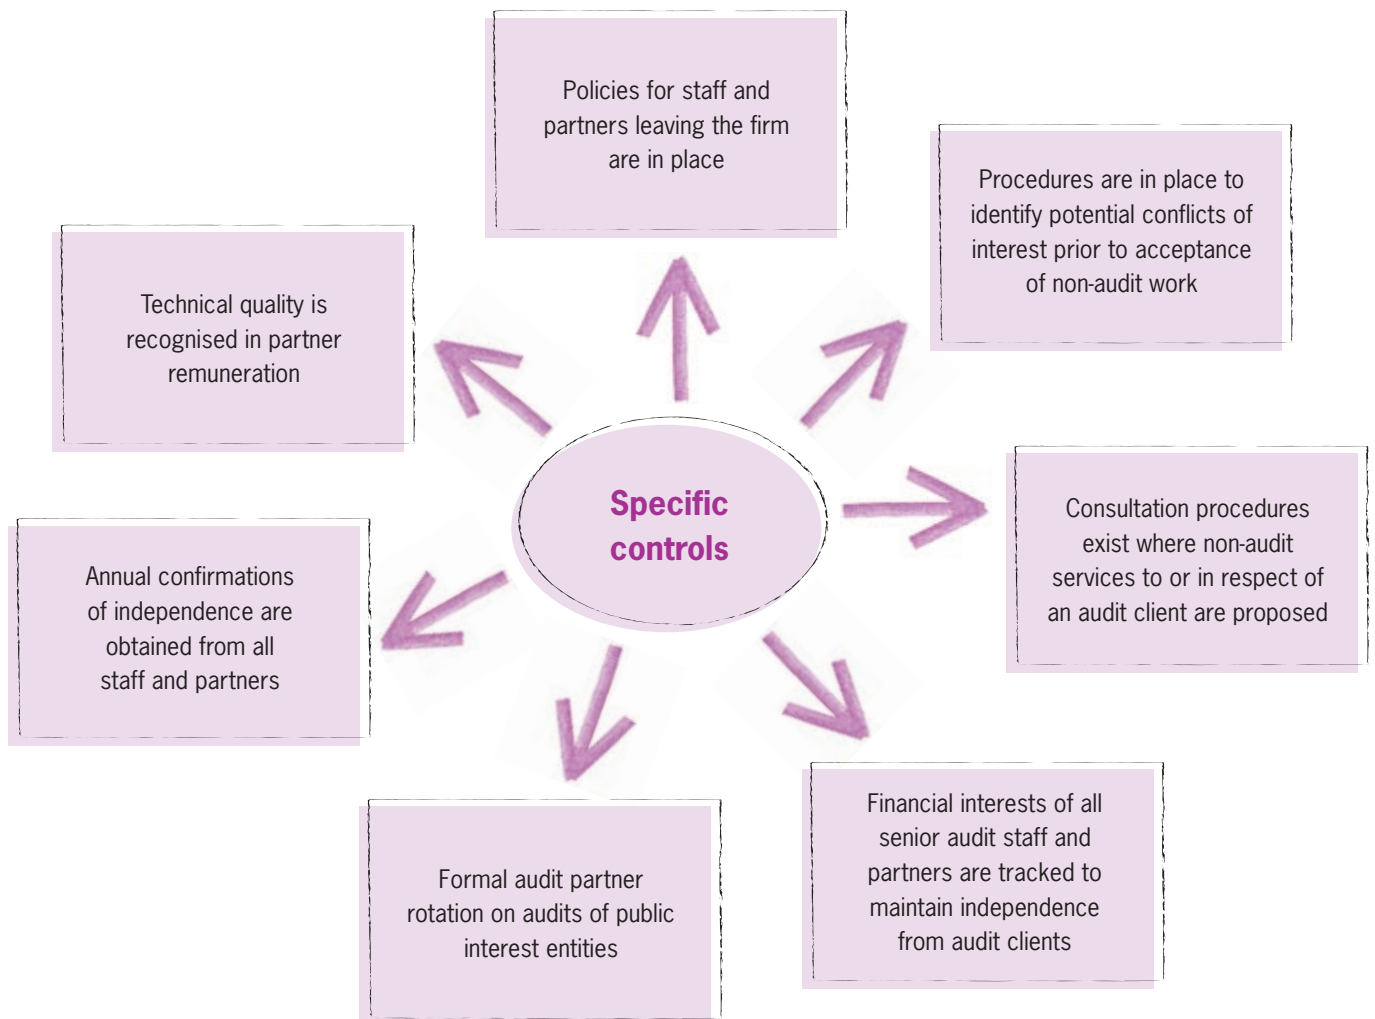 Policies for staff and
partners leaving the firm
are in place
Procedures are in place to
identify potential conflicts of
interest prior to acceptance
of non-audit work
Technical quality is
recognised in partner
remuneration
Specific
controls
Consultation procedures
exist where non-audit
services to or in respect of
an audit client are proposed
Annual confirmations
of independence are
obtained from all
staff and partners
Formal audit partner
rotation on audits of public
interest entities
Financial interests of all
senior audit staff and
partners are tracked to
maintain independence
from audit clients